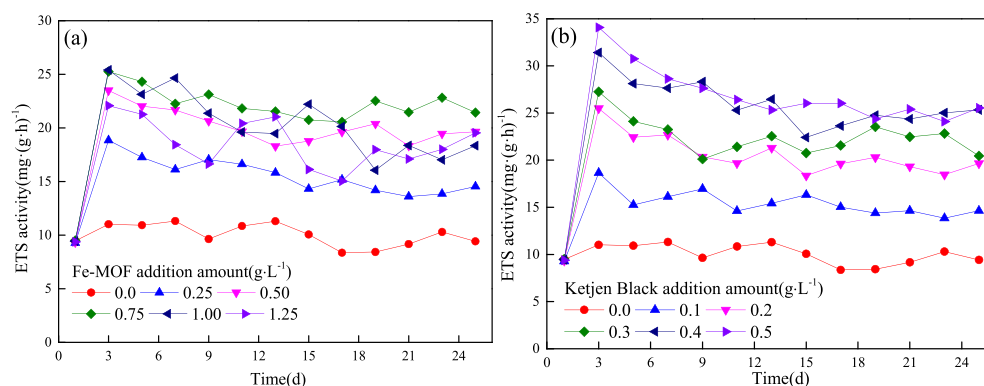 (a)
ETS activity(mg·(g·h)⁻¹)
30
25
20
15
10
5
0
Fe-MOF addition amount(g·L⁻¹)
0.0 0.25 0.50
0.75 1.00 1.25
0 3 6 9 12 15 18 21 24
Time(d)
(b)
ETS activity(mg·(g·h)⁻¹)
35
30
25
20
15
10
5
0
Ketjen Black addition amount(g·L⁻¹)
0.0 0.1 0.2
0.3 0.4 0.5
0 3 6 9 12 15 18 21 24
Time(d)